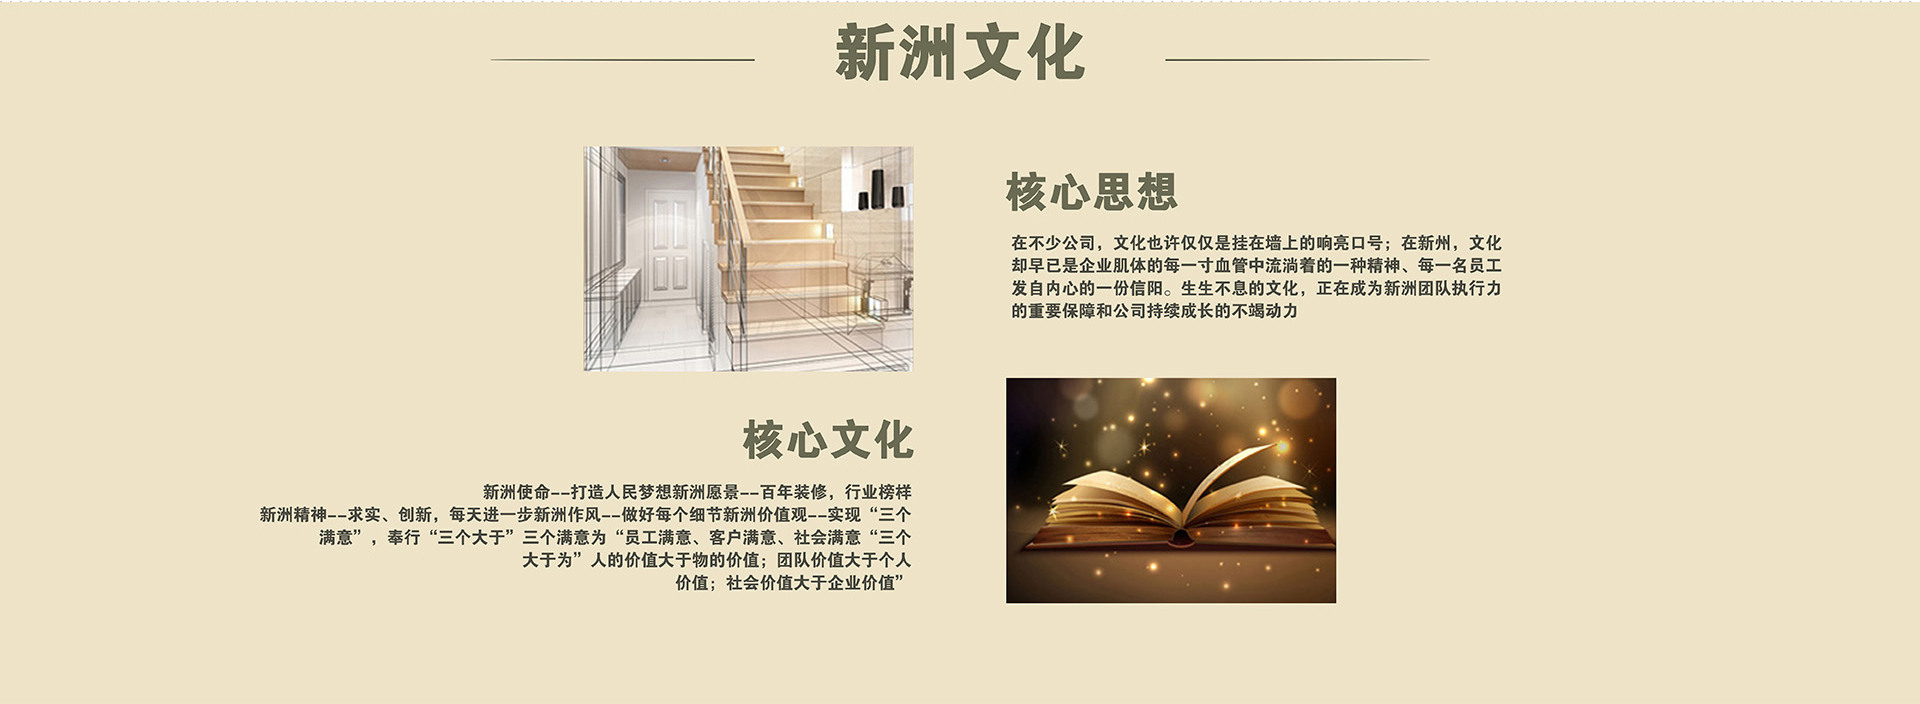 新洲文化
核心思想
在不少公司，文化也许仅仅是挂在墙上的响亮口号；在新州，文化
却早已是企业肌体的每一寸血管中流淌着的一种精神、每一名员工
发自内心的一份信阳。生生不息的文化，正在成为新洲团队执行力
的重要保障和公司持续成长的不竭动力
核心文化
新洲使命--打造人民梦想新洲愿景--百年装修，行业榜样
新洲精神--求实、创新，每天进一步新洲作风--做好每个细节新洲价值观--实现“三个
满意”，奉行“三个大于”三个满意为“员工满意、客户满意、社会满意“三个
大于为”人的价值大于物的价值；团队价值大于个人
价值；社会价值大于企业价值”